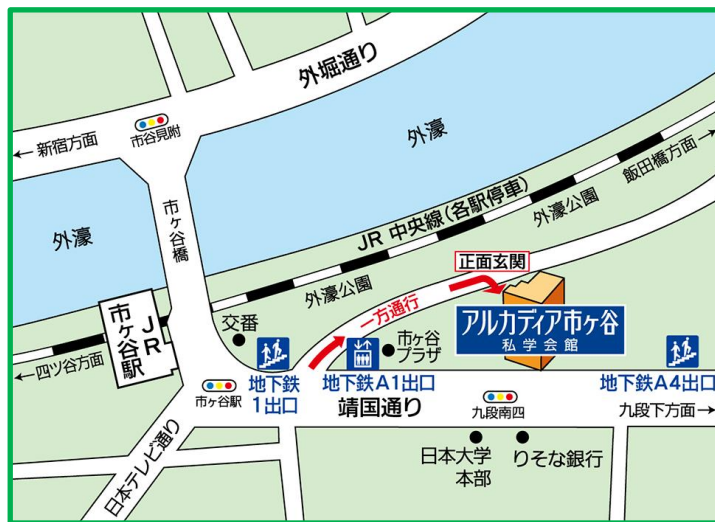 外堀通り
市谷見附
←新宿方面
外濠
飯田橋方面→
市ヶ谷橋
外濠
JR 中央線(各駅停車)
外濠公園
正面玄関
外濠公園
一方通行
JR
市ヶ谷駅
交番
市ヶ谷
プラザ
アルカディア市ヶ谷
私学会館
←四ツ谷方面
地下鉄
1出口
地下鉄A1出口
地下鉄A4出口
市ヶ谷駅
靖国通り
九段南四
九段下方面→
日本テレビ通り
日本大学
本部
りそな銀行